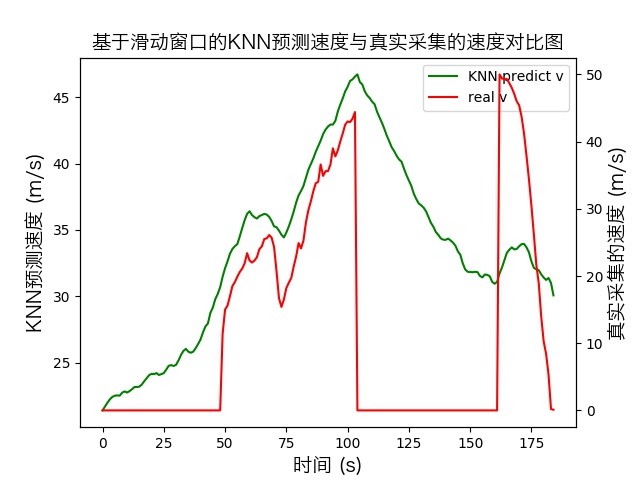 基于滑动窗口的KNN预测速度与真实采集的速度对比图
KNN predict v
real v
KNN预测速度 (m/s)
45
40
35
30
25
50
40
30
20
10
0
真实采集的速度 (m/s)
0 25 50 75 100 125 150 175
时间 (s)